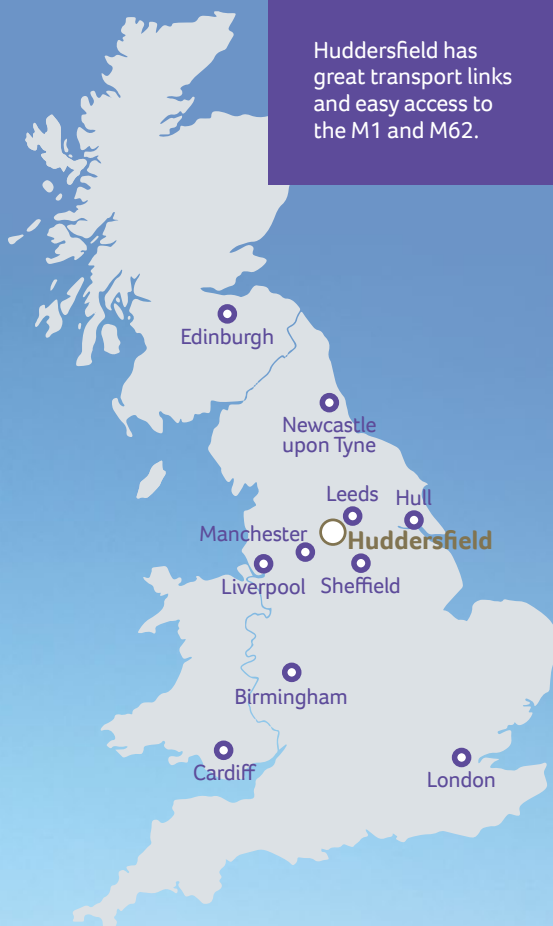 Huddersfield has
great transport links
and easy access to
the M1 and M62.
Edinburgh
Newcastle
upon Tyne
Leeds
Hull
Manchester
Huddersfield
Liverpool
Sheffield
Birmingham
Cardiff
London